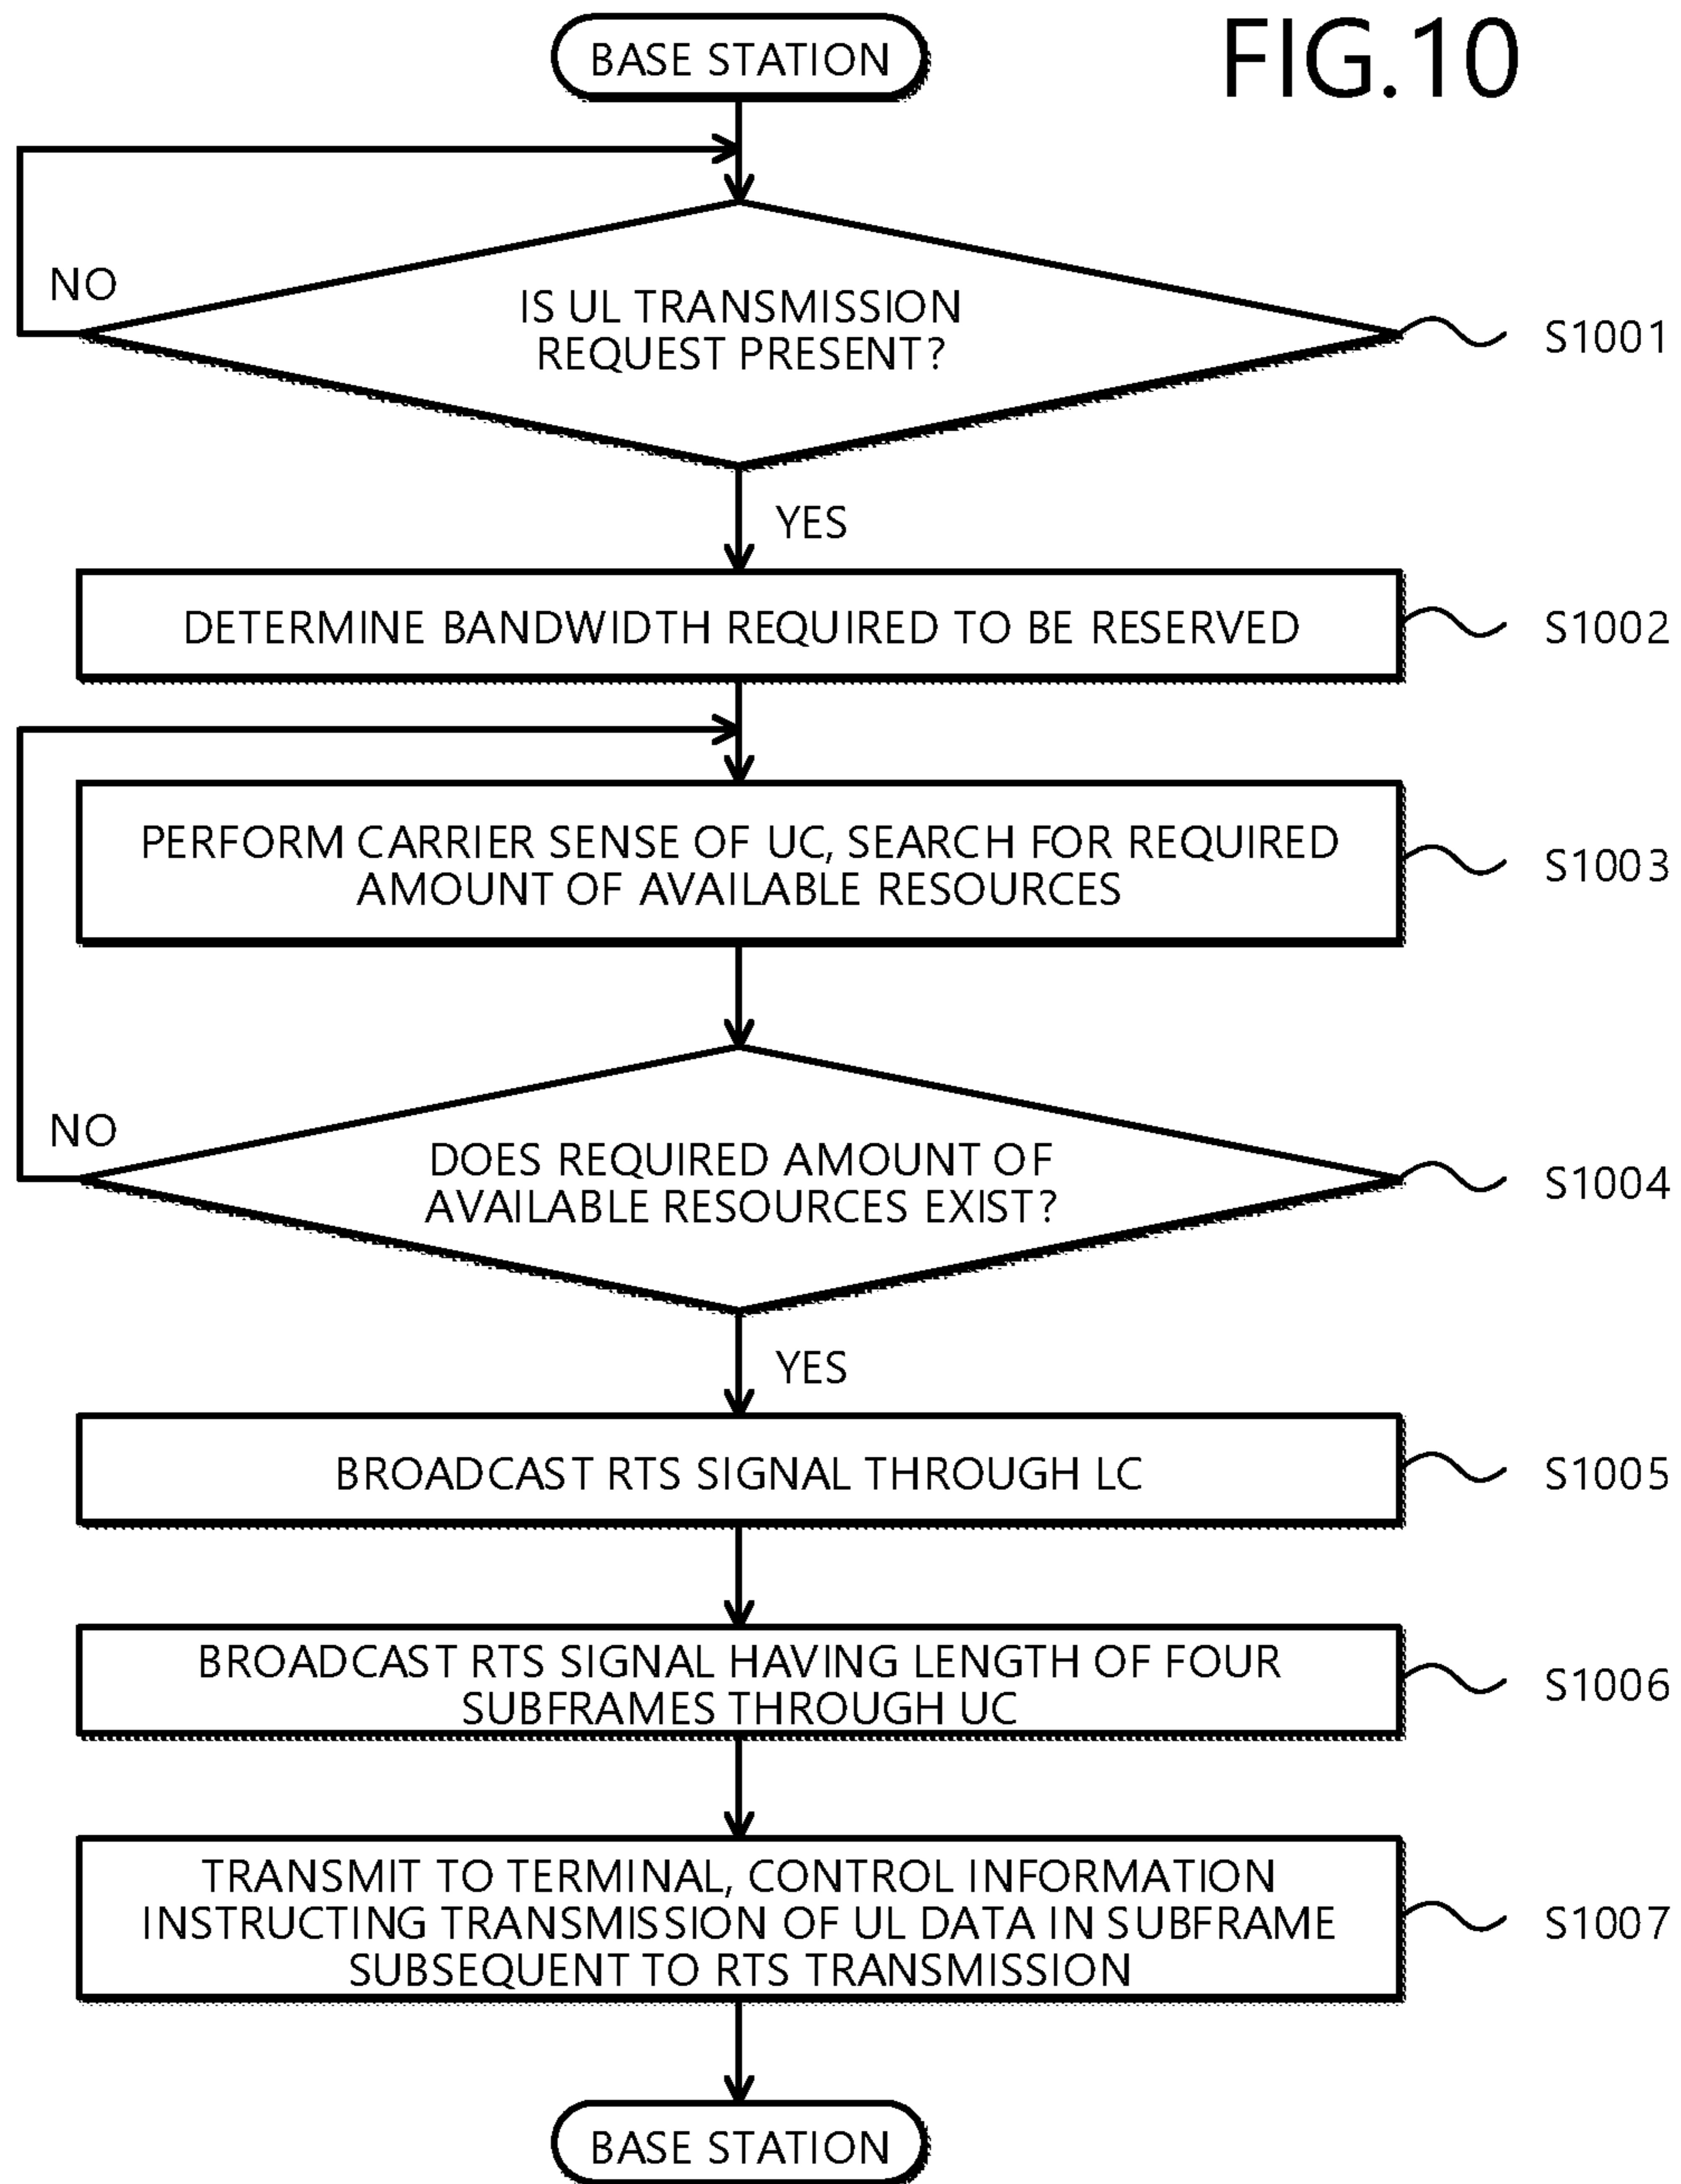 FIG.10
BASE STATION
NO
IS UL TRANSMISSION
REQUEST PRESENT?
S1001
YES
DETERMINE BANDWIDTH REQUIRED TO BE RESERVED
S1002
PERFORM CARRIER SENSE OF UC, SEARCH FOR REQUIRED
AMOUNT OF AVAILABLE RESOURCES
S1003
NO
DOES REQUIRED AMOUNT OF
AVAILABLE RESOURCES EXIST?
S1004
YES
BROADCAST RTS SIGNAL THROUGH LC
S1005
BROADCAST RTS SIGNAL HAVING LENGTH OF FOUR
SUBFRAMES THROUGH UC
S1006
TRANSMIT TO TERMINAL, CONTROL INFORMATION
INSTRUCTING TRANSMISSION OF UL DATA IN SUBFRAME
SUBSEQUENT TO RTS TRANSMISSION
S1007
BASE STATION